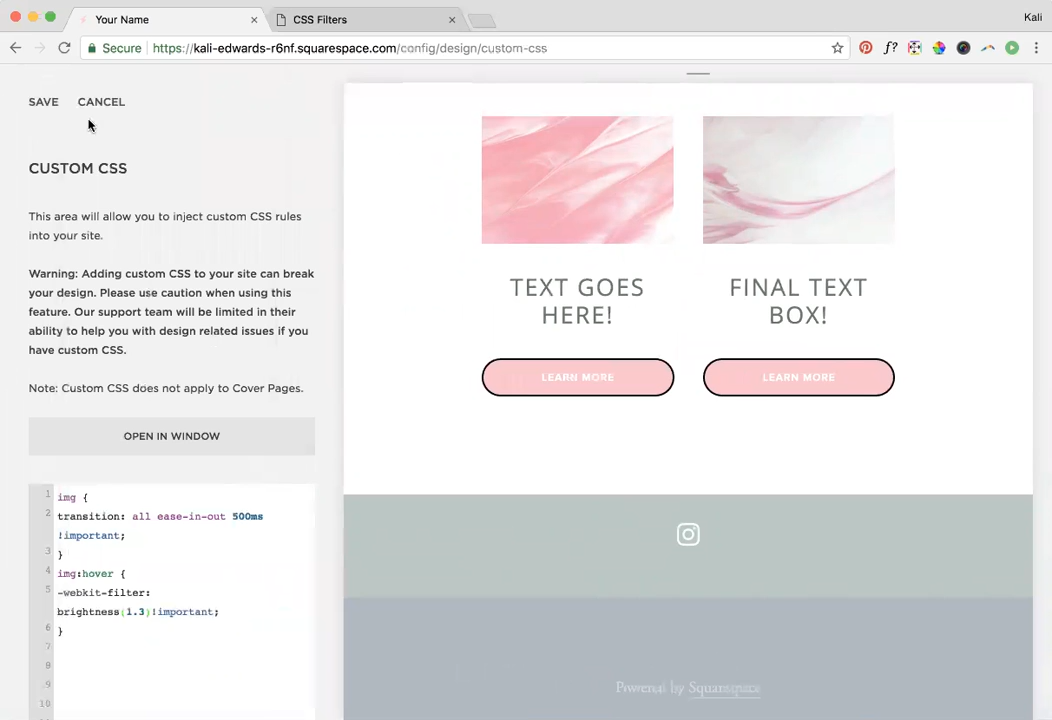 Your Name
CSS Filters
Kali
Secure
https://kali-edwards-r6nf.squarespace.com/config/design/custom-css
f?
SAVE CANCEL
CUSTOM CSS
This area will allow you to inject custom CSS rules
into your site.
Warning: Adding custom CSS to your site can break
your design. Please use caution when using this
feature. Our support team will be limited in their
ability to help you with design related issues if you
have custom CSS.
Note: Custom CSS does not apply to Cover Pages.
OPEN IN WINDOW
1 img {
2 transition: all ease-in-out 500ms
!important;
3 }
4 img:hover {
5 -webkit-filter:
brightness(1.3)!important;
6 }
7
8
9
10
TEXT GOES
HERE!
LEARN MORE
FINAL TEXT
BOX!
LEARN MORE
Powered by Squarespace